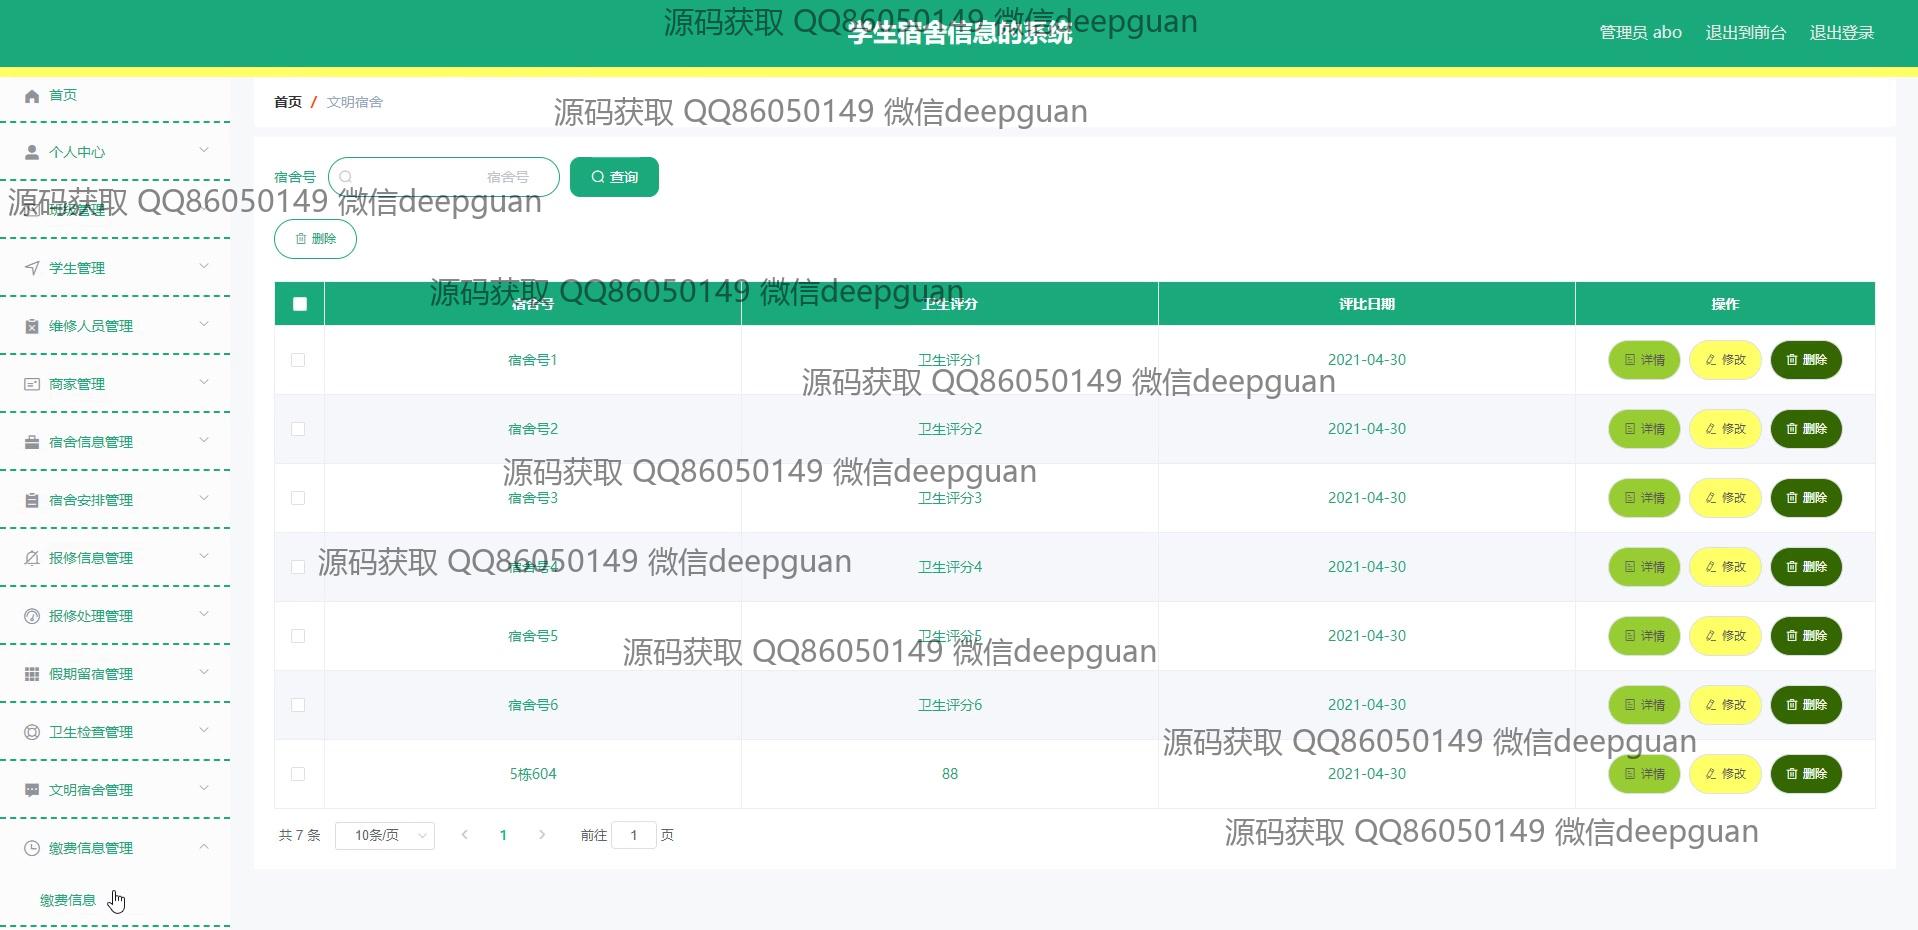 学生宿舍信息的系统
源码获取 QQ86050149 微信deepguan
管理员 abo 退出到前台 退出登录
首页
个人中心
班级管理
源码获取 QQ86050149 微信deepguan
学生管理
维修人员管理
商家管理
宿舍信息管理
宿舍安排管理
报修信息管理
报修处理管理
假期留宿管理
卫生检查管理
文明宿舍管理
缴费信息管理
缴费信息
首页 / 文明宿舍
源码获取 QQ86050149 微信deepguan
宿舍号 宿舍号 查询
删除
源码获取 QQ86050149 微信deepguan
宿舍号 卫生评分 评比日期 操作
宿舍号1 卫生评分1 2021-04-30 详情 修改 删除
源码获取 QQ86050149 微信deepguan
宿舍号2 卫生评分2 2021-04-30 详情 修改 删除
源码获取 QQ86050149 微信deepguan
宿舍号3 卫生评分3 2021-04-30 详情 修改 删除
源码获取 QQ86050149 微信deepguan
宿舍号4 卫生评分4 2021-04-30 详情 修改 删除
宿舍号5 卫生评分5 2021-04-30 详情 修改 删除
源码获取 QQ86050149 微信deepguan
宿舍号6 卫生评分6 2021-04-30 详情 修改 删除
源码获取 QQ86050149 微信deepguan
5栋604 88 2021-04-30 详情 修改 删除
共 7 条 10条/页 1 前往 1 页
源码获取 QQ86050149 微信deepguan